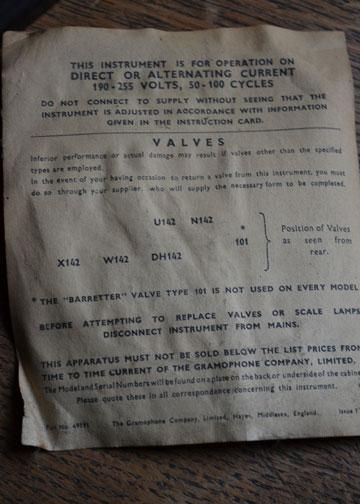 THIS INSTRUMENT IS FOR OPERATION ON
DIRECT OR ALTERNATING CURRENT
190-255 VOLTS, 50-100 CYCLES
DO NOT CONNECT TO SUPPLY WITHOUT SEEING THAT THE
INSTRUMENT IS ADJUSTED IN ACCORDANCE WITH INFORMATION
GIVEN IN THE INSTRUCTION CARD.
VALVES
Inferior performance or actual damage may result if valves other than the specified
types are employed.
In the event of your having occasion to return a valve from this instrument, you must
do so through your supplier, who will supply the necessary form to be completed.
U142 N142
* Position of Valves
101 as seen from
rear.
X142 W142 DH142
* THE "BARRETTER" VALVE TYPE 101 IS NOT USED ON EVERY MODEL
BEFORE ATTEMPTING TO REPLACE VALVES OR SCALE LAMPS
DISCONNECT INSTRUMENT FROM MAINS.
THIS APPARATUS MUST NOT BE SOLD BELOW THE LIST PRICES FROM
TIME TO TIME CURRENT OF THE GRAMOPHONE COMPANY, LIMITED.
The Model and Serial Numbers will be found on a plate on the back or underside of the cabine
Please quote these in all correspondence concerning this instrument.
The Gramophone Company, Limited, Hayes, Middlesex, England.